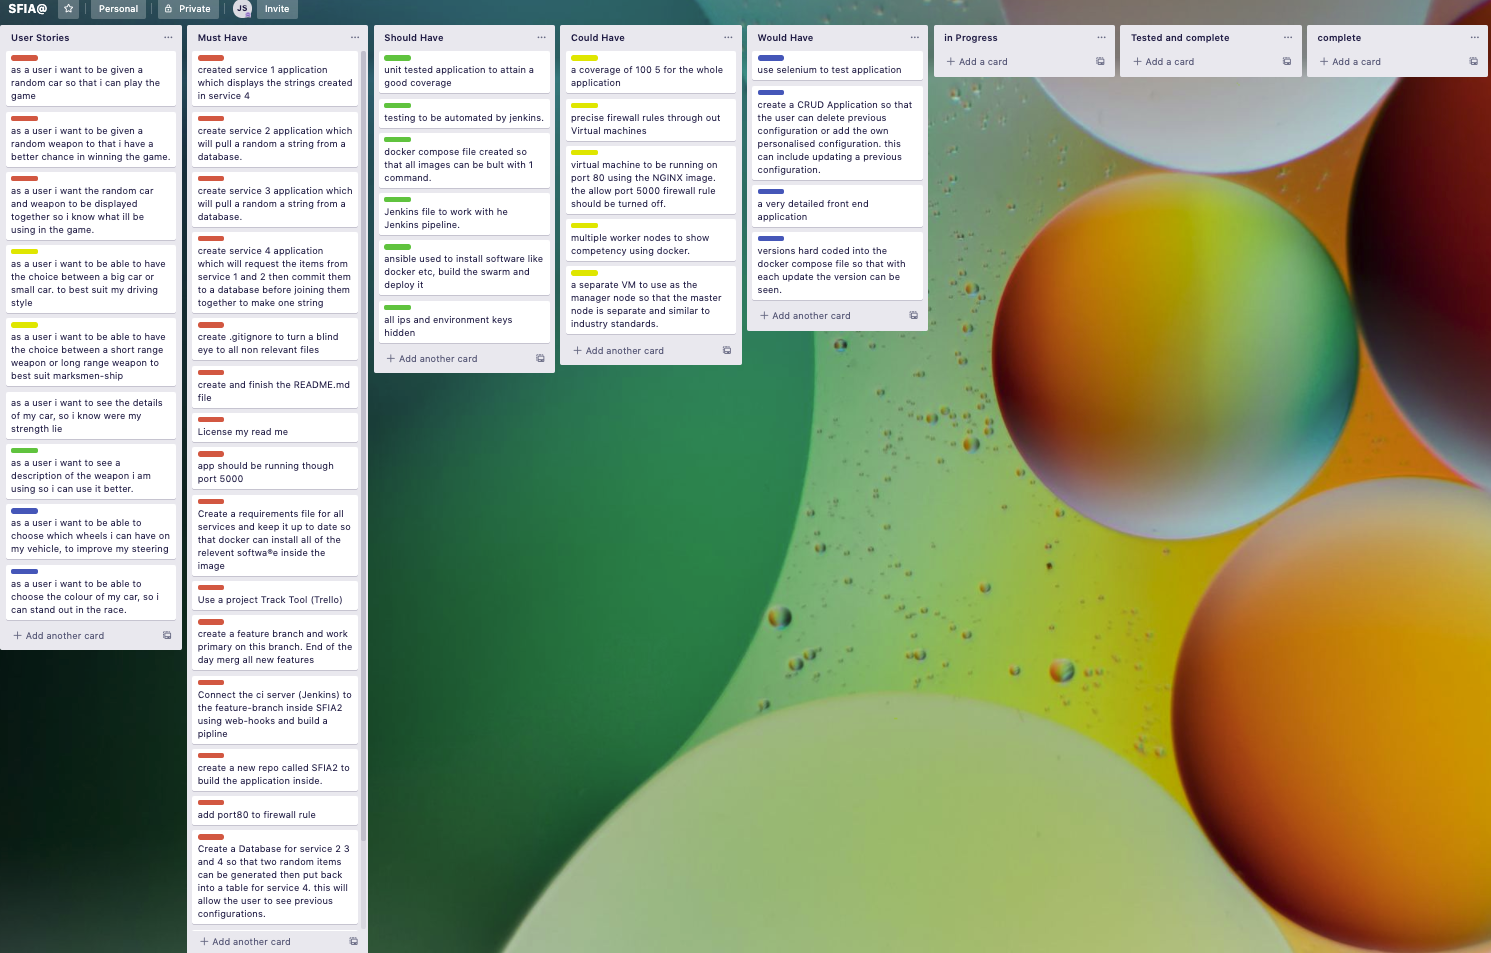 SFIA@
Personal
Private
JS
Invite
User Stories
as a user i want to be given a
random car so that i can play the
game
as a user i want to be given a
random weapon to that i have a
better chance in winning the game.
as a user i want the random car
and weapon to be displayed
together so i know what ill be
using in the game.
as a user i want to be able to have
the choice between a big car or
small car. to best suit my driving
style
as a user i want to be able to have
the choice between a short range
weapon or long range weapon to
best suit marksmen-ship
as a user i want to see the details
of my car, so i know were my
strength lie
as a user i want to see a
description of the weapon i am
using so i can use it better.
as a user i want to be able to
choose which wheels i can have on
my vehicle, to improve my steering
as a user i want to be able to
choose the colour of my car, so i
can stand out in the race.
+ Add another card
Must Have
created service 1 application
which displays the strings created
in service 4
create service 2 application which
will pull a random a string from a
database.
create service 3 application which
will pull a random a string from a
database.
create service 4 application
which will request the items from
service 1 and 2 then commit them
to a database before joining them
together to make one string
create .gitignore to turn a blind
eye to all non relevant files
create and finish the README.md
file
License my read me
app should be running though
port 5000
Create a requirements file for all
services and keep it up to date so
that docker can install all of the
relevent softwa®e inside the
image
Use a project Track Tool (Trello)
create a feature branch and work
primary on this branch. End of the
day merg all new features
Connect the ci server (Jenkins) to
the feature-branch inside SFIA2
using web-hooks and build a
pipline
create a new repo called SFIA2 to
build the application inside.
add port80 to firewall rule
Create a Database for service 2 3
and 4 so that two random items
can be generated then put back
into a table for service 4. this will
allow the user to see previous
configurations.
+ Add another card
Should Have
unit tested application to attain a
good coverage
testing to be automated by jenkins.
docker compose file created so
that all images can be bult with 1
command.
Jenkins file to work with he
Jenkins pipeline.
ansible used to install software like
docker etc, build the swarm and
deploy it
all ips and environment keys
hidden
+ Add another card
Could Have
a coverage of 100 5 for the whole
application
precise firewall rules through out
Virtual machines
virtual machine to be running on
port 80 using the NGINX image.
the allow port 5000 firewall rule
should be turned off.
multiple worker nodes to show
competency using docker.
a separate VM to use as the
manager node so that the master
node is separate and similar to
industry standards.
+ Add another card
Would Have
use selenium to test application
create a CRUD Application so that
the user can delete previous
configuration or add the own
personalised configuration. this
can include updating a previous
configuration.
a very detailed front end
application
versions hard coded into the
docker compose file so that with
each update the version can be
seen.
+ Add another card
in Progress
+ Add a card
Tested and complete
+ Add a card
complete
+ Add a card